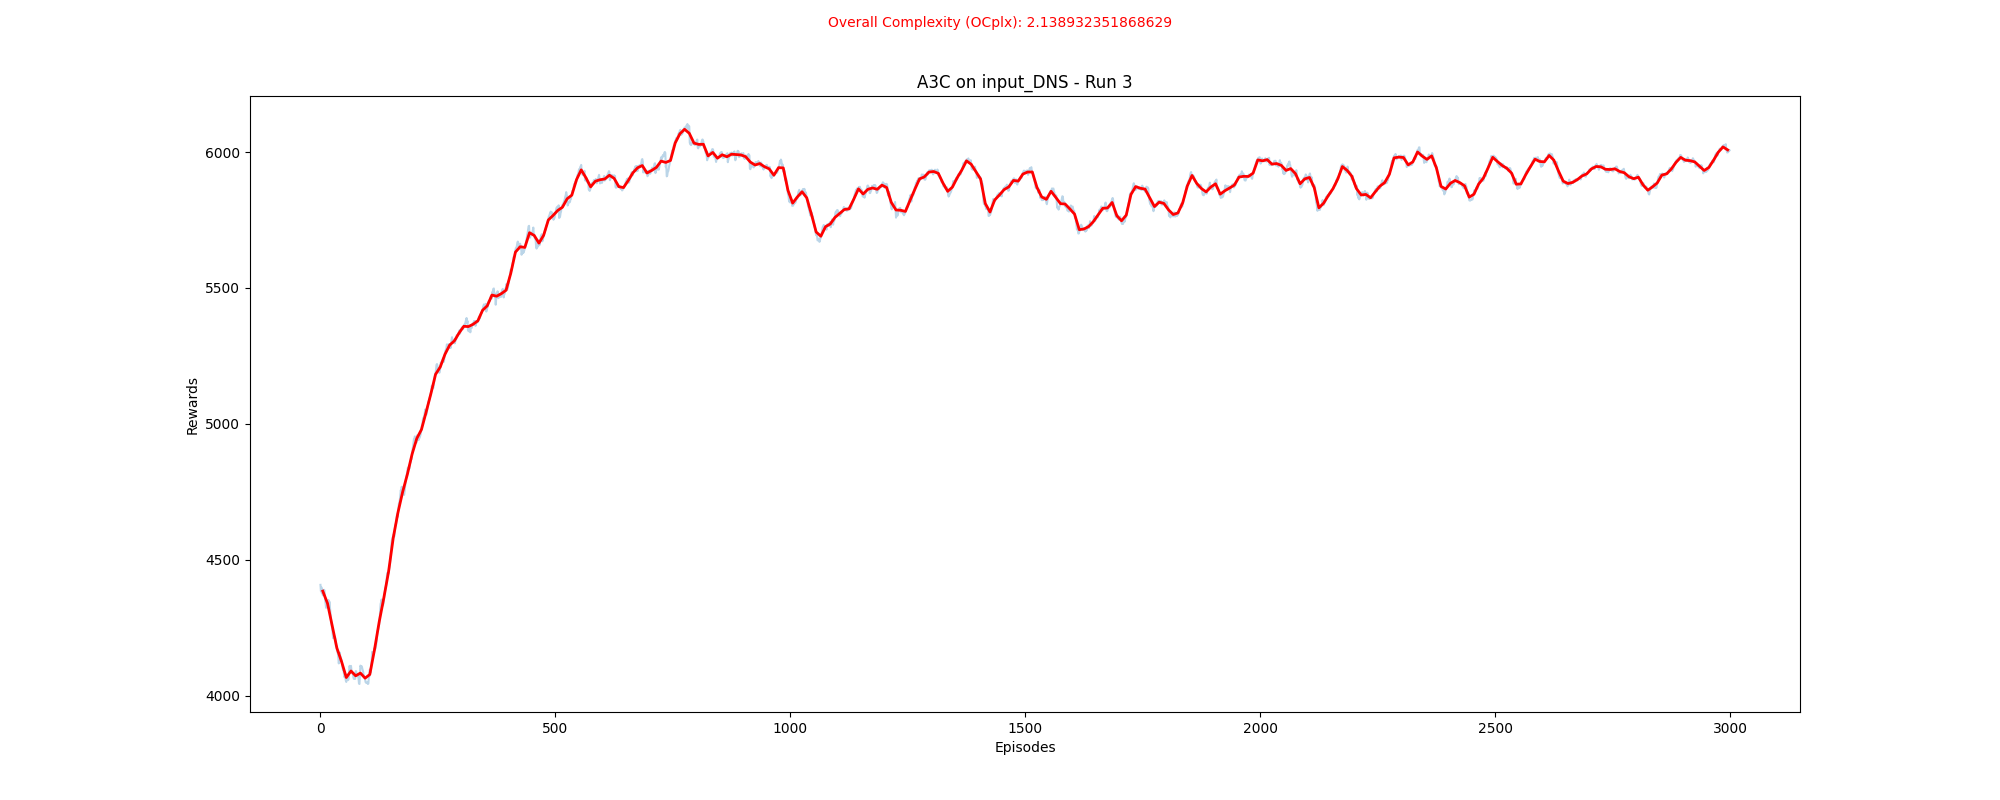 Overall Complexity (OCplx): 2.138932351868629
A3C on input_DNS - Run 3
6000
5500
5000
4500
4000
Rewards
0 500 1000 1500 2000 2500 3000
Episodes